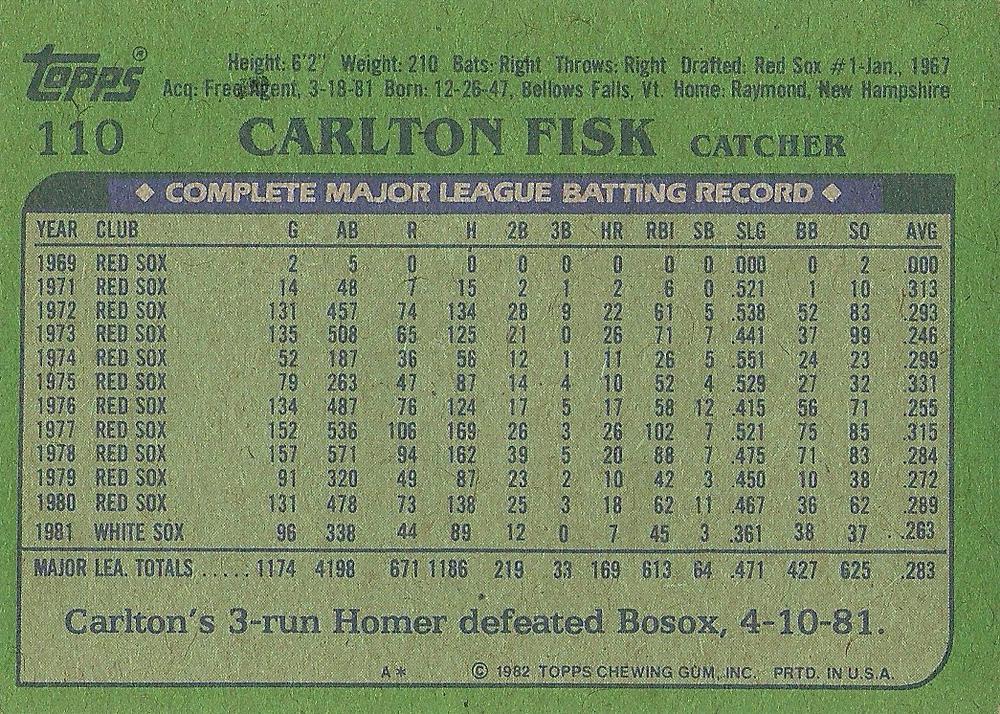 Topps®
Height: 6'2" Weight: 210 Bats: Right Throws: Right Drafted: Red Sox #1-Jan., 1967
Acq: Free Agent, 3-18-81 Born: 12-26-47, Bellows Falls, Vt. Home: Raymond, New Hampshire
110 CARLTON FISK CATCHER
◆ COMPLETE MAJOR LEAGUE BATTING RECORD ◆
YEAR CLUB G AB R H 2B 3B HR RBI SB SLG BB SO AVG
1969 RED SOX 2 5 0 0 0 0 0 0 0 .000 0 2 .000
1971 RED SOX 14 48 7 15 2 1 2 6 0 .521 1 10 .313
1972 RED SOX 131 457 74 134 28 9 22 61 5 .538 52 83 .293
1973 RED SOX 135 508 65 125 21 0 26 71 7 .441 37 99 .246
1974 RED SOX 52 187 36 56 12 1 11 26 5 .551 24 23 .299
1975 RED SOX 79 263 47 87 14 4 10 52 4 .529 27 32 .331
1976 RED SOX 134 487 76 124 17 5 17 58 12 .415 56 71 .255
1977 RED SOX 152 536 106 169 26 3 26 102 7 .521 75 85 .315
1978 RED SOX 157 571 94 162 39 5 20 88 7 .475 71 83 .284
1979 RED SOX 91 320 49 87 23 2 10 42 3 .450 10 38 .272
1980 RED SOX 131 478 73 138 25 3 18 62 11 .467 36 62 .289
1981 WHITE SOX 96 338 44 89 12 0 7 45 3 .361 38 37 .263
MAJOR LEA. TOTALS ..... 1174 4198 671 1186 219 33 169 613 64 .471 427 625 .283
Carlton's 3-run Homer defeated Bosox, 4-10-81.
A* © 1982 TOPPS CHEWING GUM, INC. PRTD. IN U.S.A.